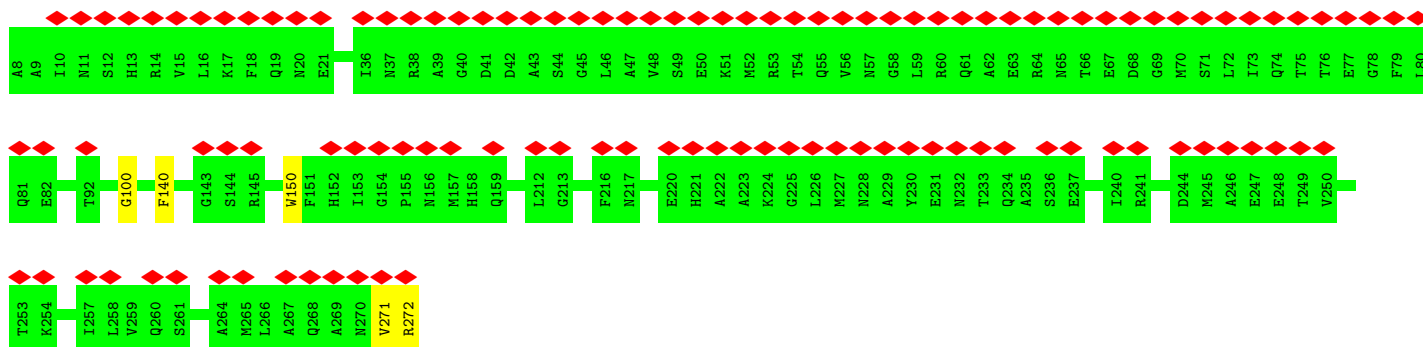 A8 A9 I10 N11 S12 H13 R14 V15 L16 K17 F18 Q19 N20 E21 I36 N37 R38 A39 G40 D41 D42 A43 S44 G45 L46 A47 V48 S49 E50 K51 M52 R53 T54 Q55 V56 N57 G58 L59 R60 Q61 A62 E63 R64 N65 T66 E67 D68 G69 M70 S71 L72 I73 Q74 T75 T76 E77 G78 F79 L80
Q81 E82 T92 G100 F140 G143 S144 R145 W150 F151 H152 I153 G154 P155 N156 M157 H158 Q159 L212 G213 F216 N217 E220 H221 A222 A223 K224 G225 L226 M227 N228 A229 Y230 E231 N232 T233 Q234 A235 S236 E237 I240 R241 D244 M245 A246 E247 E248 T249 V250
T253 K254 I257 L258 V259 Q260 S261 A264 M265 L266 A267 Q268 A269 N270 V271 R272